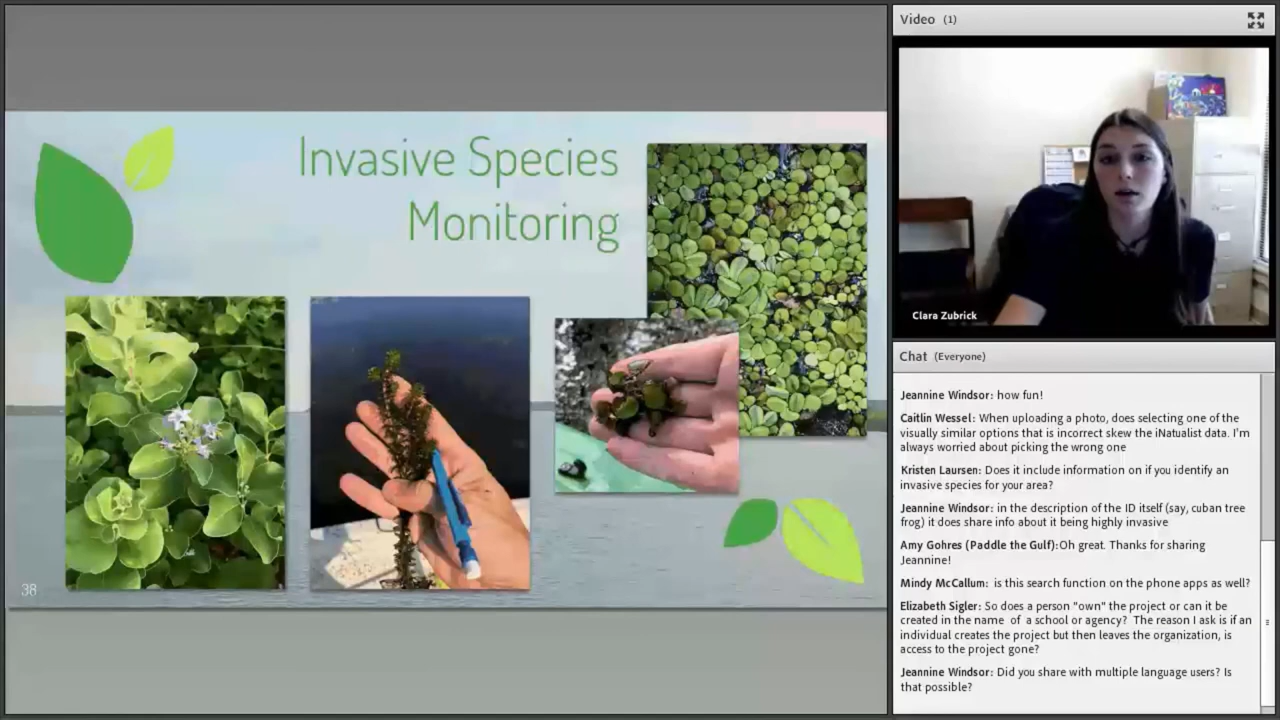 Invasive Species
Monitoring
38
Video (1)
Clara Zubrick
Chat (Everyone)
Jeannine Windsor: how fun!
Caitlin Wessel: When uploading a photo, does selecting one of the
visually similar options that is incorrect skew the iNatualist data. I'm
always worried about picking the wrong one
Kristen Laursen: Does it include information on if you identify an
invasive species for your area?
Jeannine Windsor: in the description of the ID itself (say, cuban tree
frog) it does share info about it being highly invasive
Amy Gohres (Paddle the Gulf):Oh great. Thanks for sharing
Jeannine!
Mindy McCallum: is this search function on the phone apps as well?
Elizabeth Sigler: So does a person "own" the project or can it be
created in the name of a school or agency? The reason I ask is if an
individual creates the project but then leaves the organization, is
access to the project gone?
Jeannine Windsor: Did you share with multiple language users? Is
that possible?